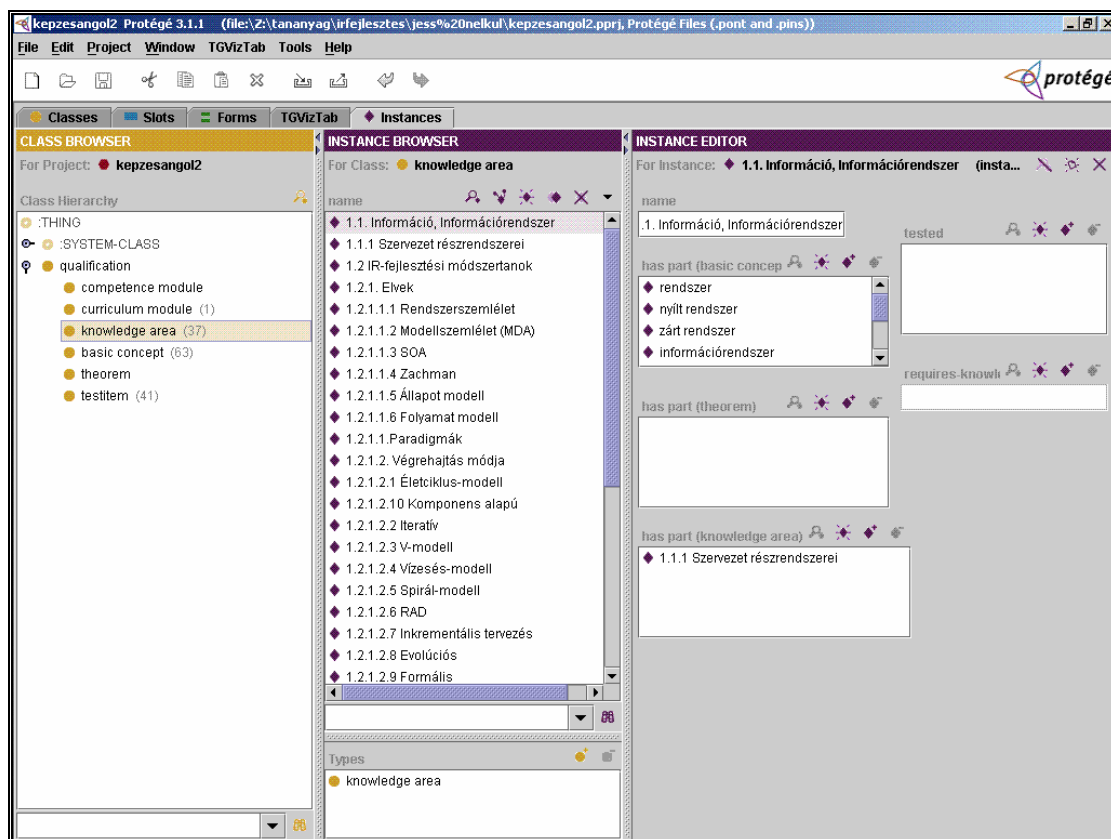 kepzesangol2 Protégé 3.1.1 (file:\Z:\tananyag\irfejlesztes\jess%20nelkul\kepzesangol2.pprj, Protégé Files (.pont and .pins))
File Edit Project Window TGVizTab Tools Help
protégé
Classes Slots Forms TGVizTab Instances
CLASS BROWSER
For Project: kepzesangol2
Class Hierarchy
:THING
:SYSTEM-CLASS
qualification
competence module
curriculum module (1)
knowledge area (37)
basic concept (63)
theorem
testitem (41)
INSTANCE BROWSER
For Class: knowledge area
name
1.1. Információ, Információrendszer
1.1.1 Szervezet részrendszerei
1.2 IR-fejlesztési módszertanok
1.2.1. Elvek
1.2.1.1.1 Rendszerszemlélet
1.2.1.1.2 Modellszemlélet (MDA)
1.2.1.1.3 SOA
1.2.1.1.4 Zachman
1.2.1.1.5 Állapot modell
1.2.1.1.6 Folyamat modell
1.2.1.1.Paradigmák
1.2.1.2. Végrehajtás módja
1.2.1.2.1 Életciklus-modell
1.2.1.2.10 Komponens alapú
1.2.1.2.2 Iteratív
1.2.1.2.3 V-modell
1.2.1.2.4 Vízesés-modell
1.2.1.2.5 Spirál-modell
1.2.1.2.6 RAD
1.2.1.2.7 Inkrementális tervezés
1.2.1.2.8 Evolúciós
1.2.1.2.9 Formális
Types
knowledge area
INSTANCE EDITOR
For Instance: 1.1. Információ, Információrendszer (insta...
name
.1. Információ, Információrendszer
has part (basic concep
rendszer
nyílt rendszer
zárt rendszer
információrendszer
has part (theorem)
has part (knowledge area)
1.1.1 Szervezet részrendszerei
tested
requires-knowl